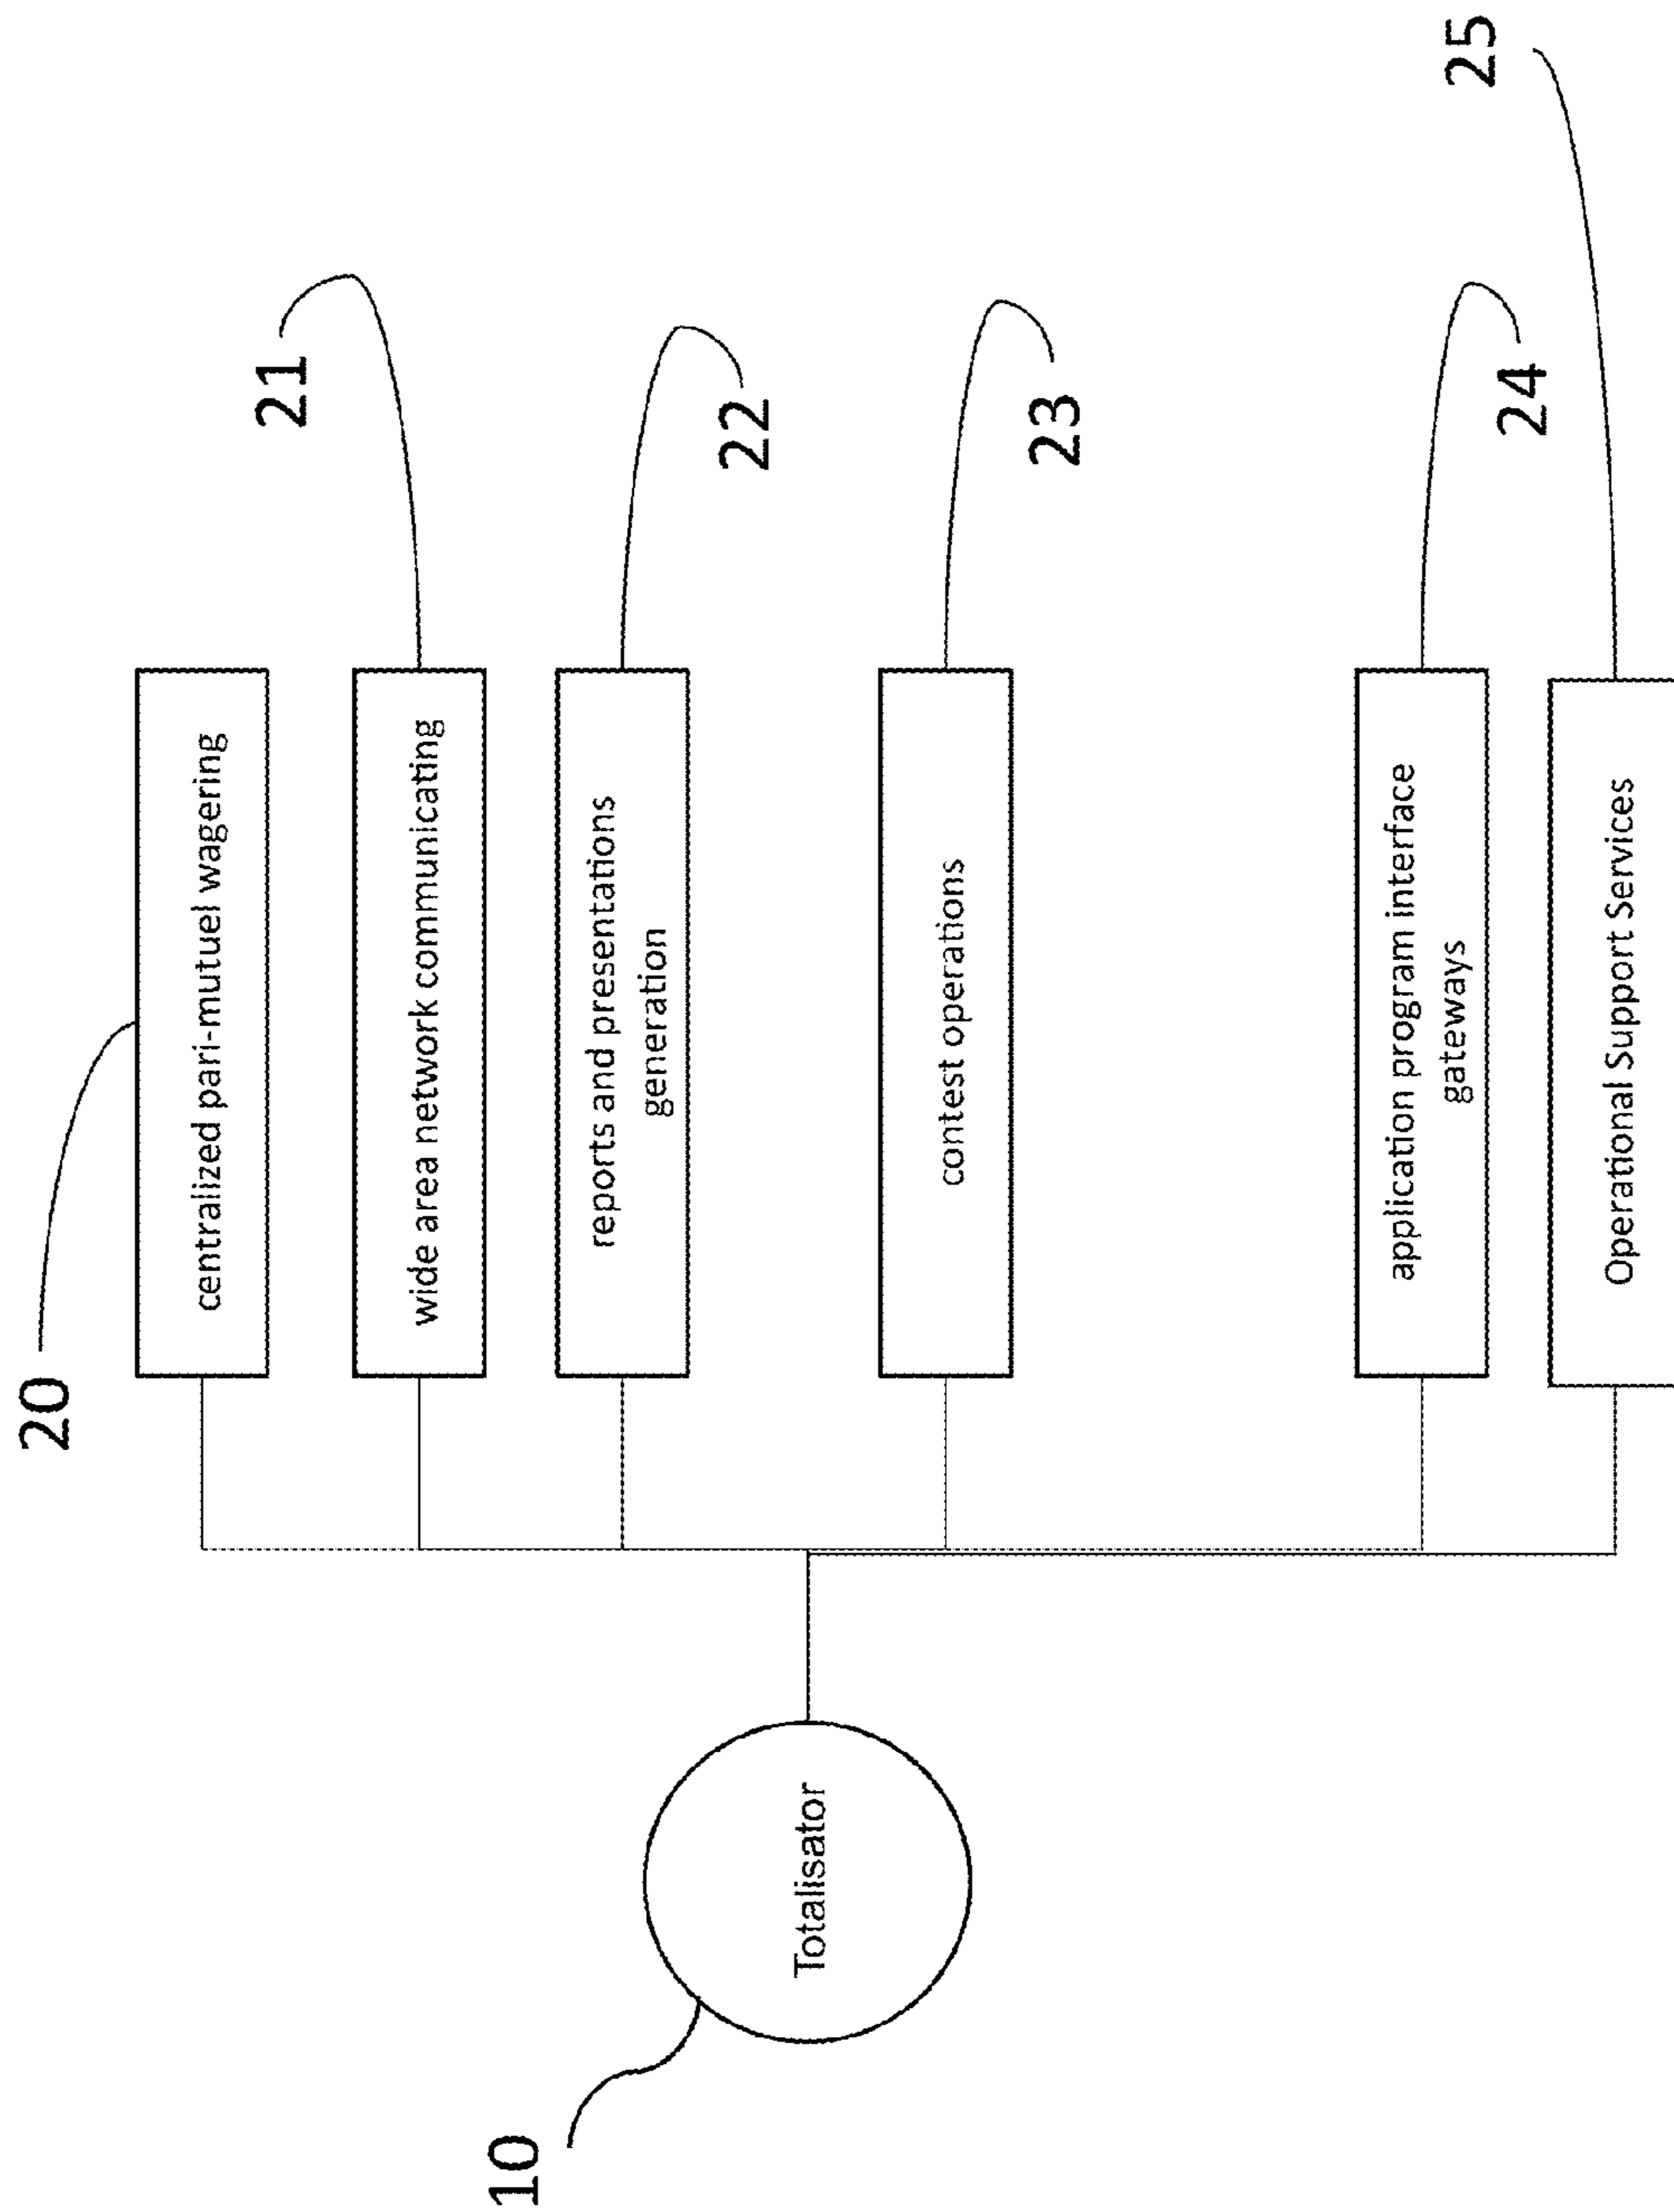 20
centralized pari-mutuel wagering
21
wide area network communicating
22
reports and presentations
generation
23
contest operations
24
application program interface
gateways
25
Operational Support Services
10
Totalisator